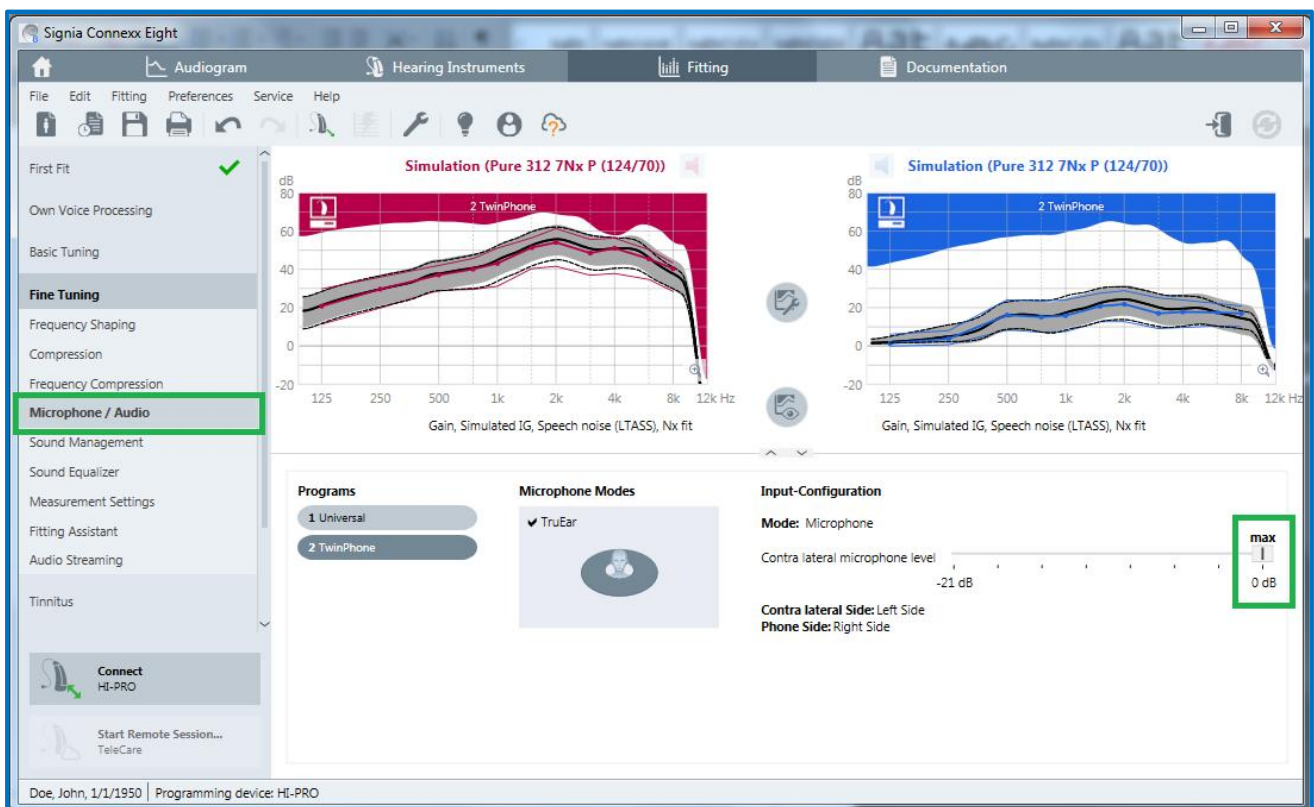 Signia Connexx Eight
Audiogram
Hearing Instruments
Fitting
Documentation
File Edit Fitting Preferences Service Help
First Fit
Own Voice Processing
Basic Tuning
Fine Tuning
Frequency Shaping
Compression
Frequency Compression
Microphone / Audio
Sound Management
Sound Equalizer
Measurement Settings
Fitting Assistant
Audio Streaming
Tinnitus
Connect
HI-PRO
Start Remote Session...
TeleCare
Simulation (Pure 312 7Nx P (124/70))
dB
80
60
40
20
0
-20
2 TwinPhone
125 250 500 1k 2k 4k 8k 12k Hz
Gain, Simulated IG, Speech noise (LTASS), Nx fit
Simulation (Pure 312 7Nx P (124/70))
dB
80
60
40
20
0
-20
2 TwinPhone
125 250 500 1k 2k 4k 8k 12k Hz
Gain, Simulated IG, Speech noise (LTASS), Nx fit
Programs
1 Universal
2 TwinPhone
Microphone Modes
TruEar
Input-Configuration
Mode: Microphone
max
Contra lateral microphone level
-21 dB 0 dB
Contra lateral Side: Left Side
Phone Side: Right Side
Doe, John, 1/1/1950 Programming device: HI-PRO